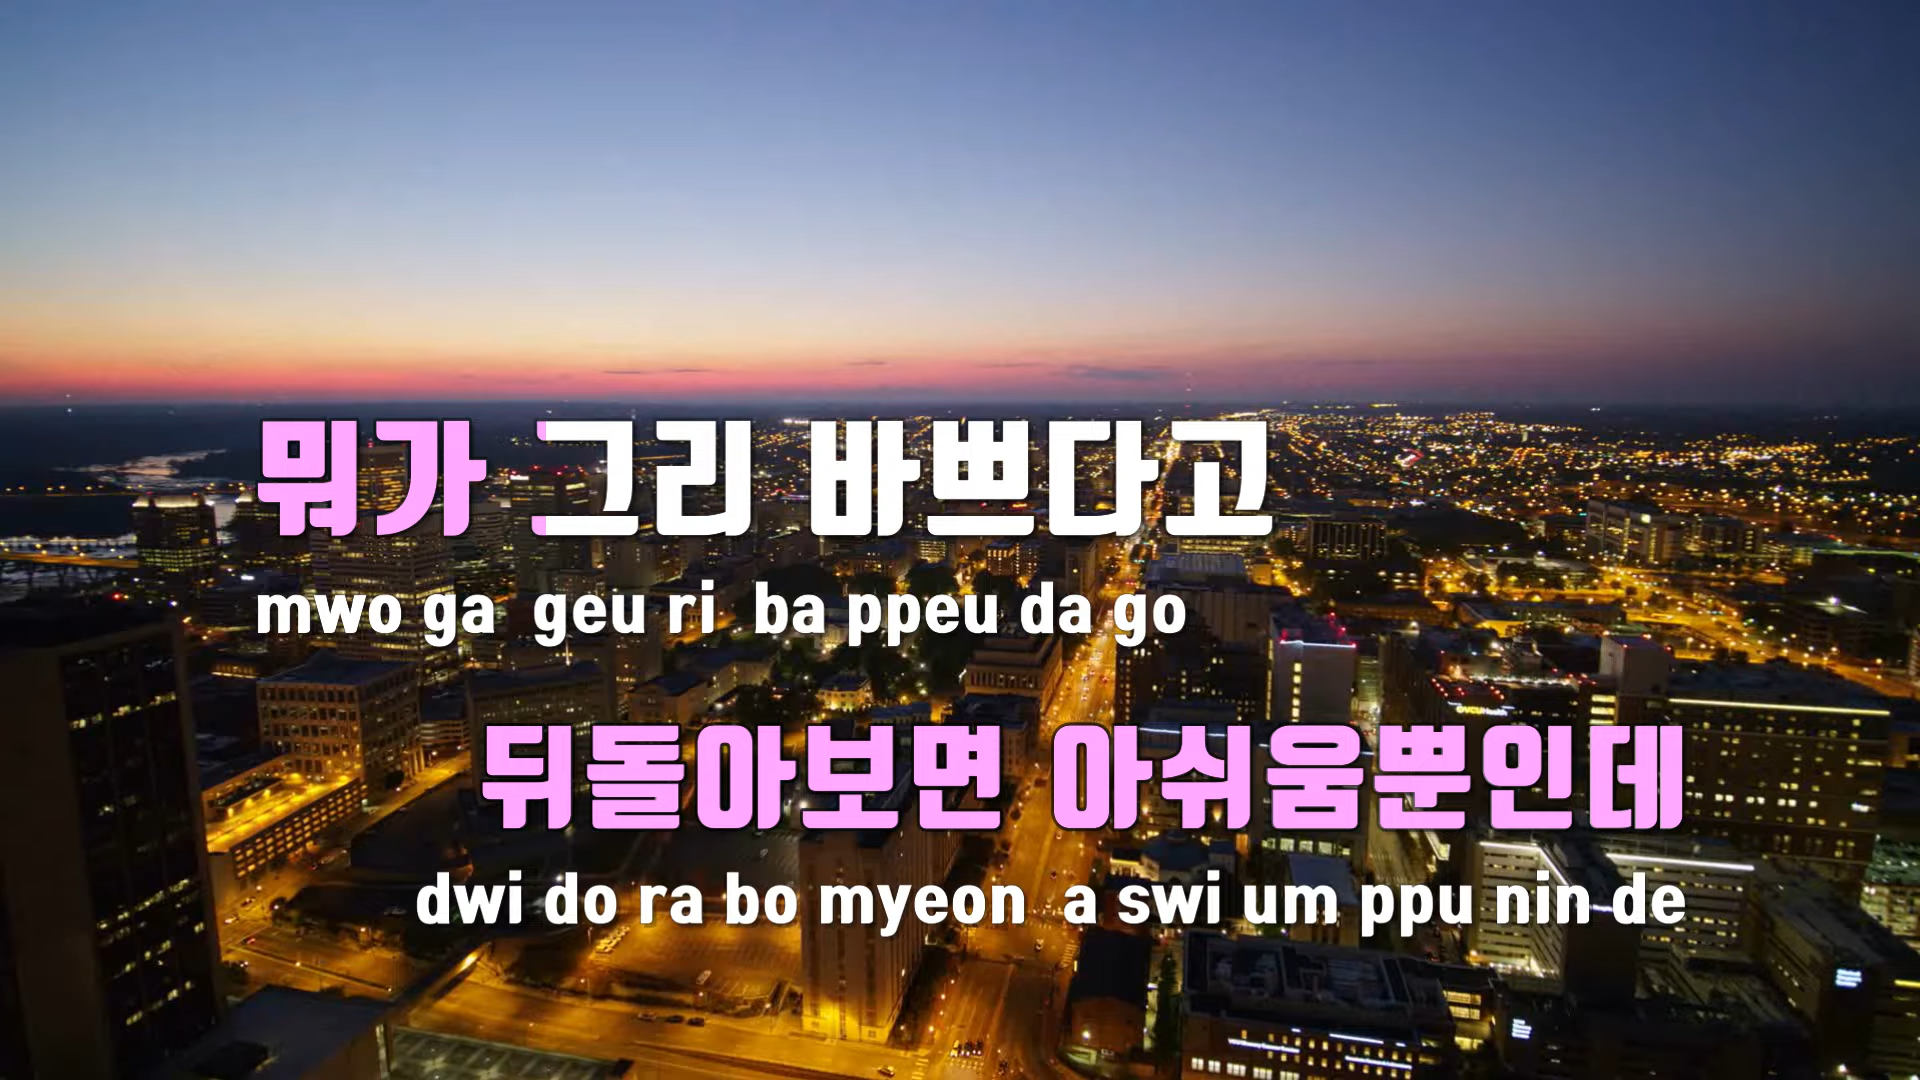 뭐가 그리 바쁘다고
mwo ga geu ri ba ppeu da go
뒤돌아보면 아쉬움뿐인데
dwi do ra bo myeon a swi um ppu nin de